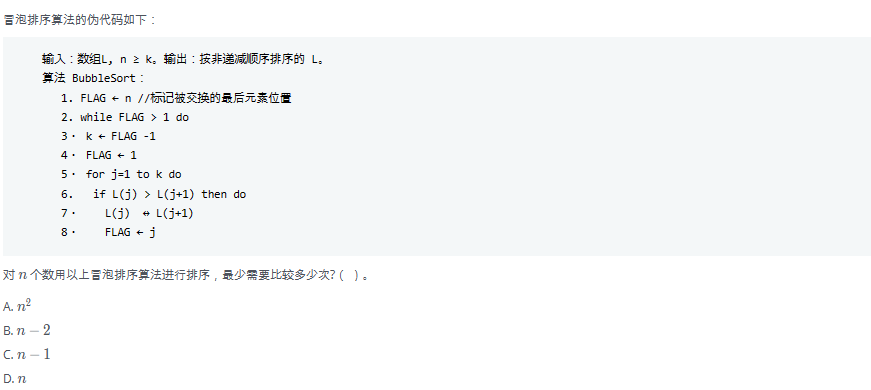 冒泡排序算法的伪代码如下：
输入：数组L, n ≥ k。输出：按非递减顺序排序的 L。
算法 BubbleSort：
1. FLAG ← n //标记被交换的最后元素位置
2. while FLAG > 1 do
3· k ← FLAG -1
4· FLAG ← 1
5· for j=1 to k do
6. if L(j) > L(j+1) then do
7· L(j) ↔ L(j+1)
8· FLAG ← j
对 n 个数用以上冒泡排序算法进行排序，最少需要比较多少次?（ ）。
A. n²
B. n − 2
C. n − 1
D. n